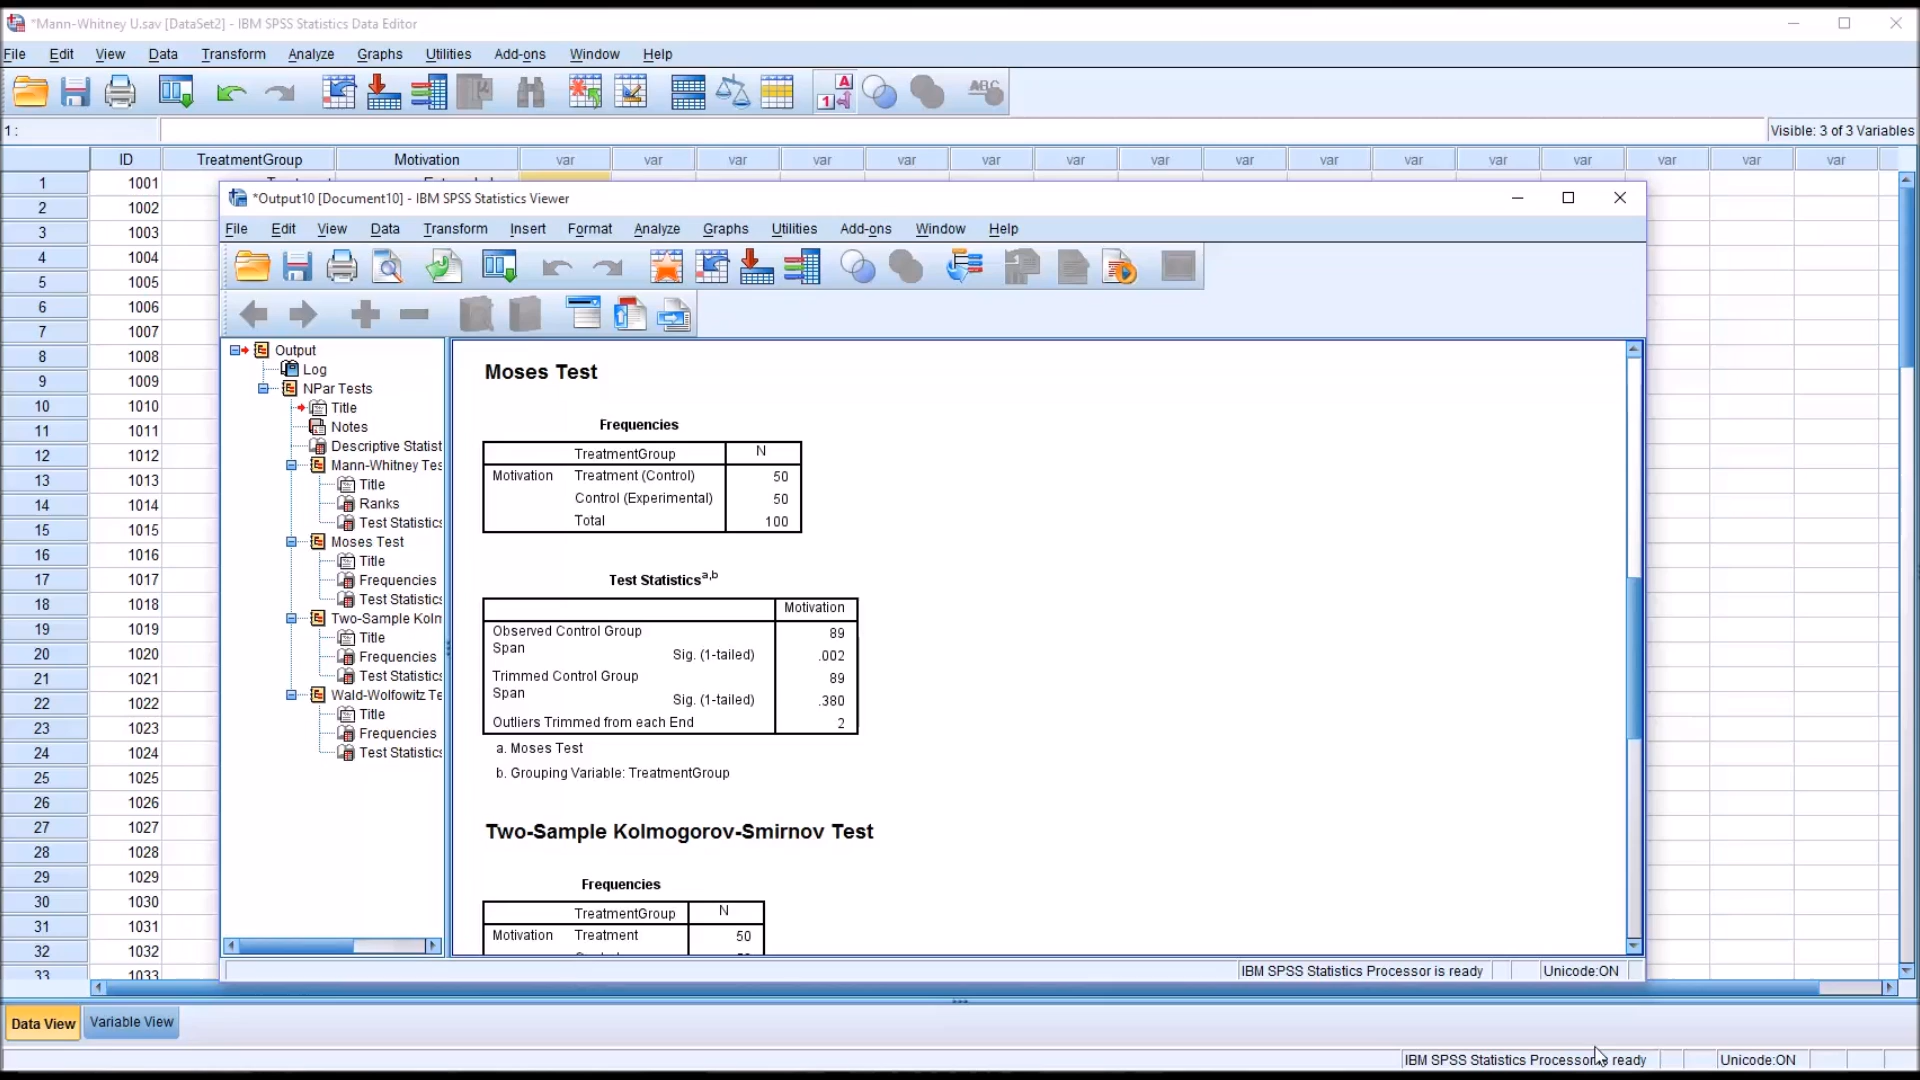 *Mann-Whitney U.sav [DataSet2] - IBM SPSS Statistics Data Editor
File Edit View Data Transform Analyze Graphs Utilities Add-ons Window Help
1 :
Visible: 3 of 3 Variables
ID TreatmentGroup Motivation var var var var var var var var var var var var var var var var
1 1001
2 1002
3 1003
4 1004
5 1005
6 1006
7 1007
8 1008
9 1009
10 1010
11 1011
12 1012
13 1013
14 1014
15 1015
16 1016
17 1017
18 1018
19 1019
20 1020
21 1021
22 1022
23 1023
24 1024
25 1025
26 1026
27 1027
28 1028
29 1029
30 1030
31 1031
32 1032
33 1033
*Output10 [Document10] - IBM SPSS Statistics Viewer
File Edit View Data Transform Insert Format Analyze Graphs Utilities Add-ons Window Help
Output
Log
NPar Tests
Title
Notes
Descriptive Statist
Mann-Whitney Tes
Title
Ranks
Test Statistics
Moses Test
Title
Frequencies
Test Statistics
Two-Sample Kolm
Title
Frequencies
Test Statistics
Wald-Wolfowitz Te
Title
Frequencies
Test Statistics
Moses Test
Frequencies
TreatmentGroup N
Motivation Treatment (Control) 50
Control (Experimental) 50
Total 100
Test Statistics a,b
Motivation
Observed Control Group Span 89
Sig. (1-tailed) .002
Trimmed Control Group Span 89
Sig. (1-tailed) .380
Outliers Trimmed from each End 2
a. Moses Test
b. Grouping Variable: TreatmentGroup
Two-Sample Kolmogorov-Smirnov Test
Frequencies
TreatmentGroup N
Motivation Treatment 50
IBM SPSS Statistics Processor is ready Unicode:ON
Data View Variable View
IBM SPSS Statistics Processor is ready Unicode:ON